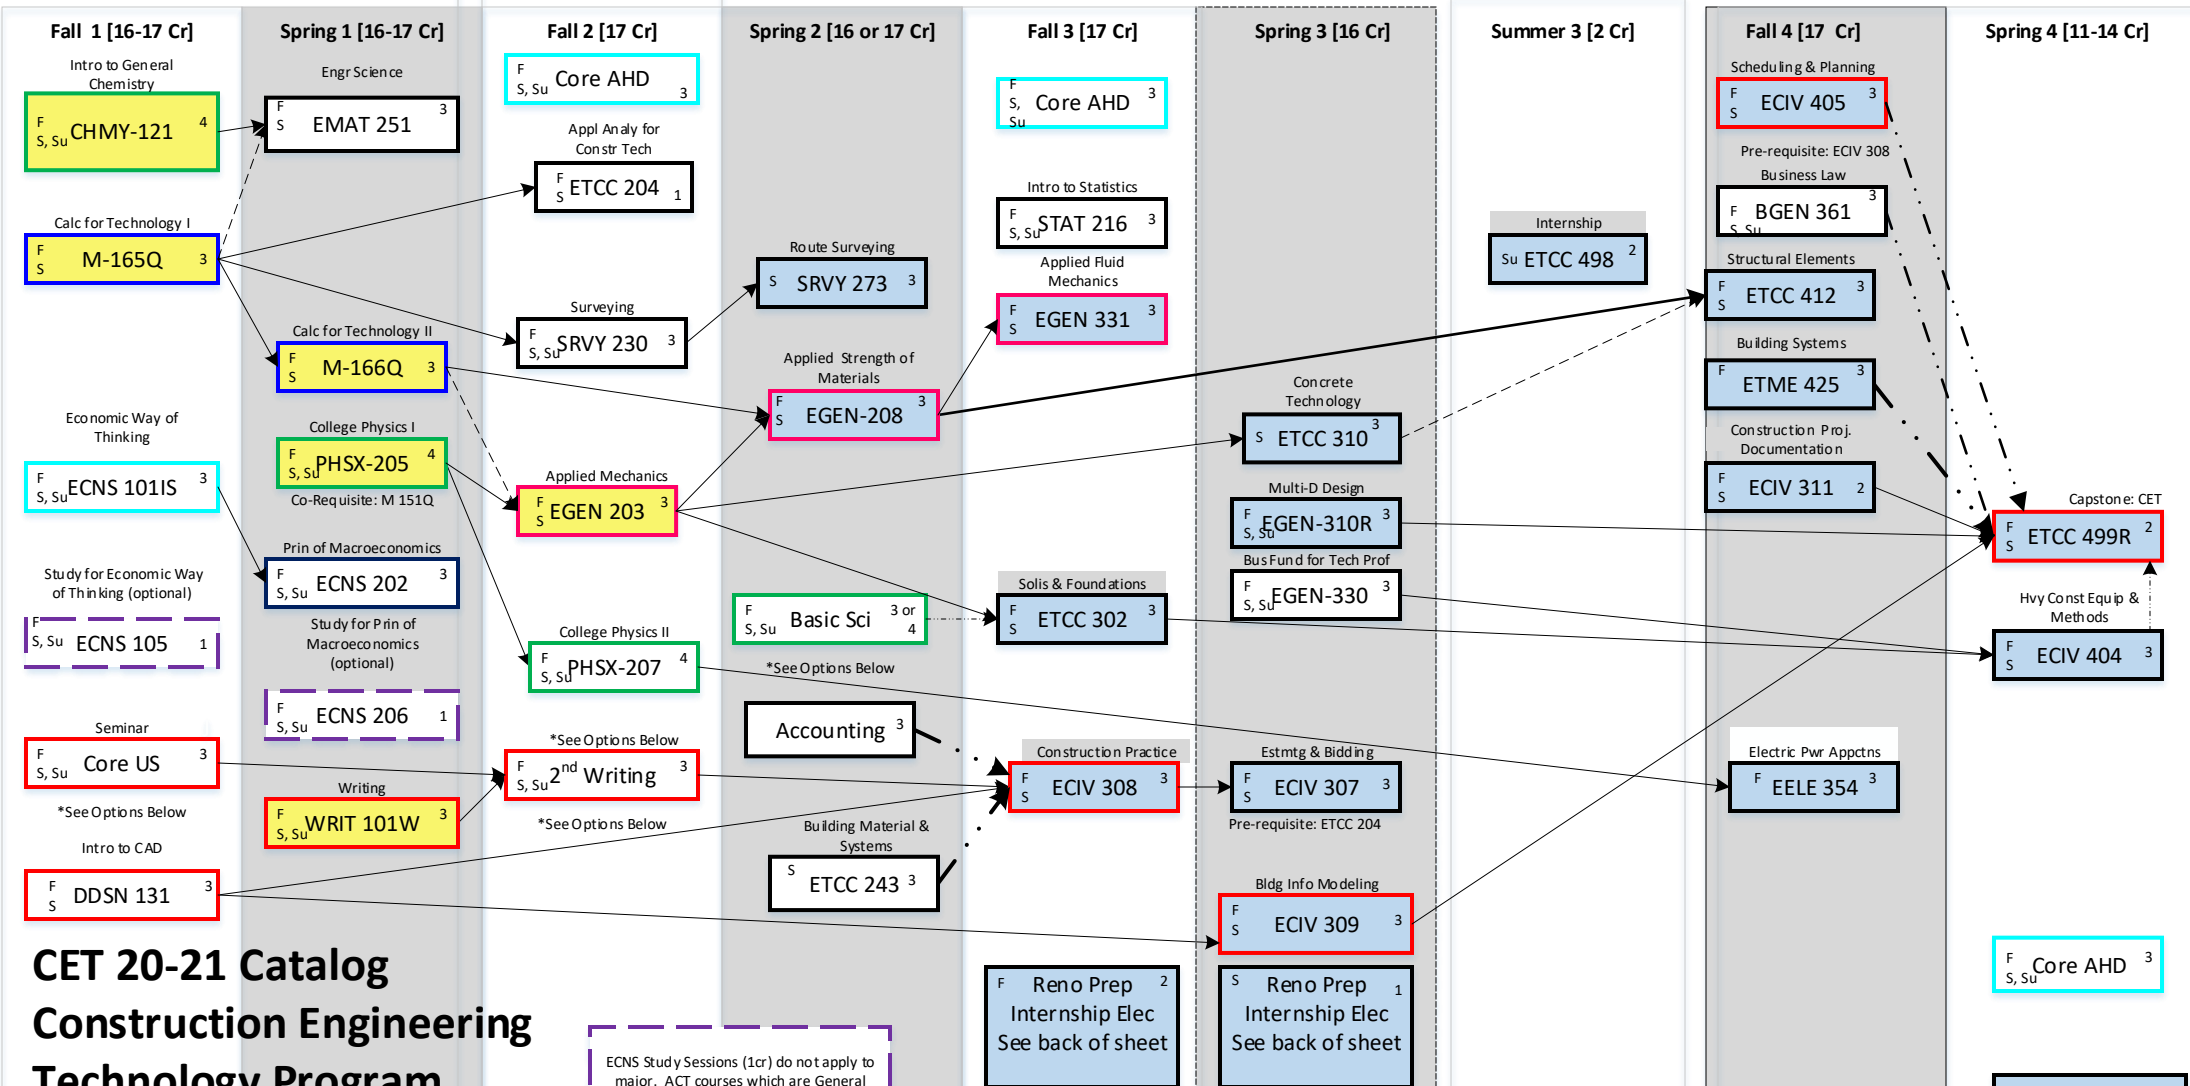 Fall 1 [16-17 Cr]
Intro to General
Chemistry
F
S, Su
CHMY-121
4
Calc for Technology I
F
S
M-165Q
3
Economic Way of
Thinking
F
S, Su
ECNS 101IS
3
Study for Economic Way
of Thinking (optional)
F
S, Su
ECNS 105
1
Seminar
F
S, Su
Core US
3
*See Options Below
Intro to CAD
F
S
DDSN 131
3
Spring 1 [16-17 Cr]
Engr Science
F
S
EMAT 251
3
Calc for Technology II
F
S
M-166Q
3
College Physics I
F
S, Su
PHSX-205
4
Co-Requisite: M 151Q
Prin of Macroeconomics
F
S, Su
ECNS 202
3
Study for Prin of
Macroeconomics
(optional)
F
S, Su
ECNS 206
1
Writing
F
S, Su
WRIT 101W
3
Fall 2 [17 Cr]
F
S, Su
Core AHD
3
Appl Analy for
Constr Tech
F
S
ETCC 204
1
Surveying
F
S, Su
SRVY 230
3
Applied Mechanics
F
S
EGEN 203
3
College Physics II
F
S, Su
PHSX-207
4
*See Options Below
F
S, Su
2nd Writing
3
*See Options Below
Spring 2 [16 or 17 Cr]
Route Surveying
S
SRVY 273
3
Applied Strength of
Materials
F
S
EGEN-208
3
F
S, Su
Basic Sci
3 or
4
*See Options Below
Accounting
3
Building Material &
Systems
S
ETCC 243
3
Fall 3 [17 Cr]
F
S,
Su
Core AHD
3
Intro to Statistics
F
S, Su
STAT 216
3
Applied Fluid
Mechanics
F
S
EGEN 331
3
Solis & Foundations
F
S
ETCC 302
3
Construction Practice
F
S
ECIV 308
3
F
Reno Prep
2
Internship Elec
See back of sheet
Spring 3 [16 Cr]
Concrete
Technology
S
ETCC 310
3
Multi-D Design
F
S, Su
EGEN-310R
3
Bus Fund for Tech Prof
F
S, Su
EGEN-330
3
Estmtg & Bidding
F
S
ECIV 307
3
Pre-requisite: ETCC 204
Bldg Info Modeling
F
S
ECIV 309
3
S
Reno Prep
1
Internship Elec
See back of sheet
Summer 3 [2 Cr]
Internship
Su
ETCC 498
2
Fall 4 [17 Cr]
Scheduling & Planning
F
S
ECIV 405
3
Pre-requisite: ECIV 308
Business Law
F
S, Su
BGEN 361
3
Structural Elements
F
S
ETCC 412
3
Building Systems
F
ETME 425
3
Construction Proj.
Documentation
F
S
ECIV 311
2
Electric Pwr Appctns
F
EELE 354
3
Spring 4 [11-14 Cr]
Capstone: CET
F
S
ETCC 499R
2
Hvy Const Equip &
Methods
F
S
ECIV 404
3
F
S, Su
Core AHD
3
CET 20-21 Catalog
Construction Engineering
Technology Program
ECNS Study Sessions (1cr) do not apply to
major. ACT courses which are General